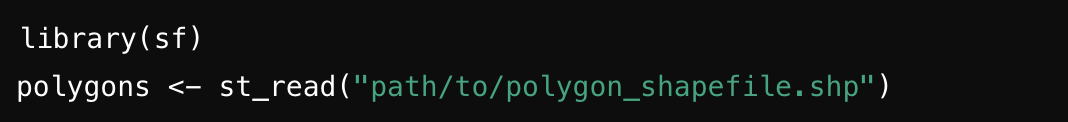 library(sf)
polygons <- st_read("path/to/polygon_shapefile.shp")